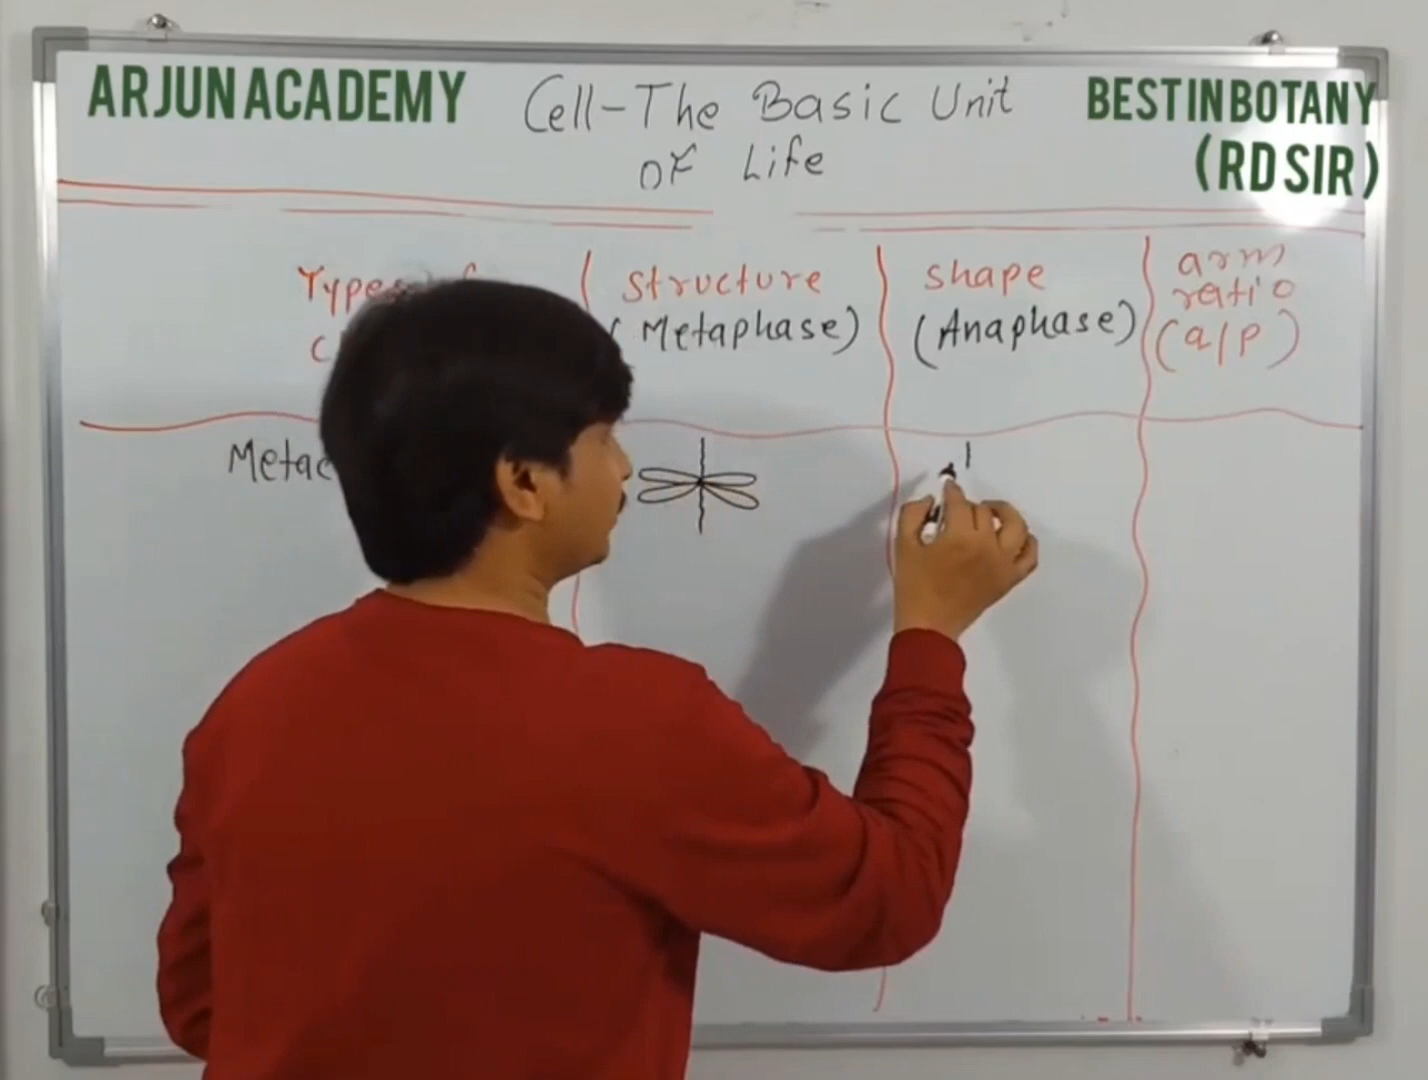 ARJUN ACADEMY
Cell-The Basic Unit
of Life
BEST IN BOTANY
(RD SIR)
Types
structure
(Metaphase)
shape
(Anaphase)
arm
ratio
(q/p)